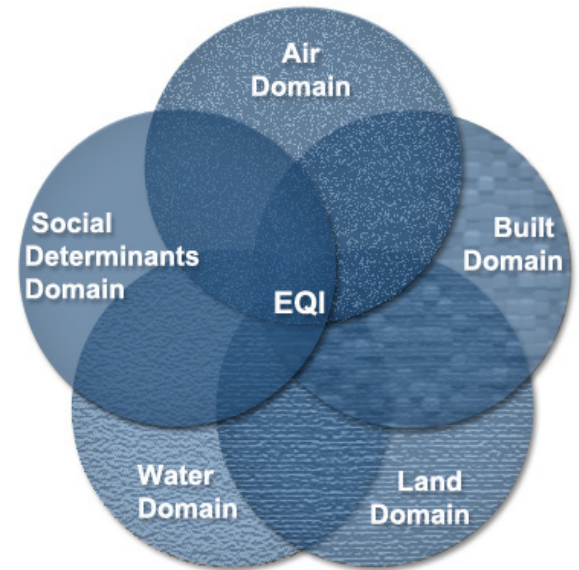 Air
Domain
Social
Determinants
Domain
Built
Domain
EQI
Water
Domain
Land
Domain